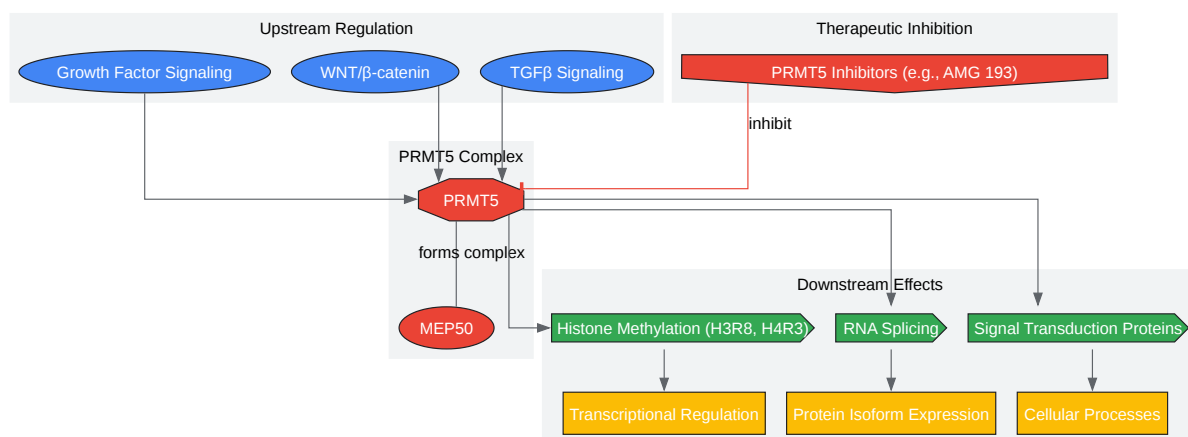 Upstream Regulation
Therapeutic Inhibition
Growth Factor Signaling
WNT/β-catenin
TGFβ Signaling
PRMT5 Inhibitors (e.g., AMG 193)
inhibit
PRMT5 Complex
PRMT5
forms complex
Downstream Effects
MEP50
Histone Methylation (H3R8, H4R3)
RNA Splicing
Signal Transduction Proteins
Transcriptional Regulation
Protein Isoform Expression
Cellular Processes